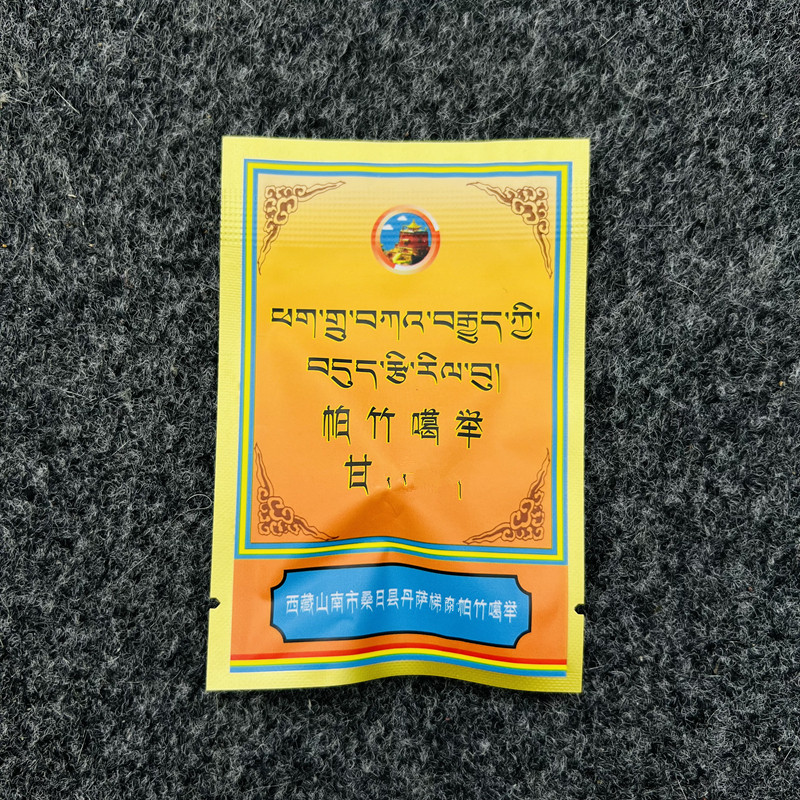 ཕག་གྲུ་བཀའ་བརྒྱུད་ཀྱི་
བདུད་རྩི་རིལ་བུ།
帕竹噶举
甘
西藏山南市桑日县丹萨梯寺帕竹噶举